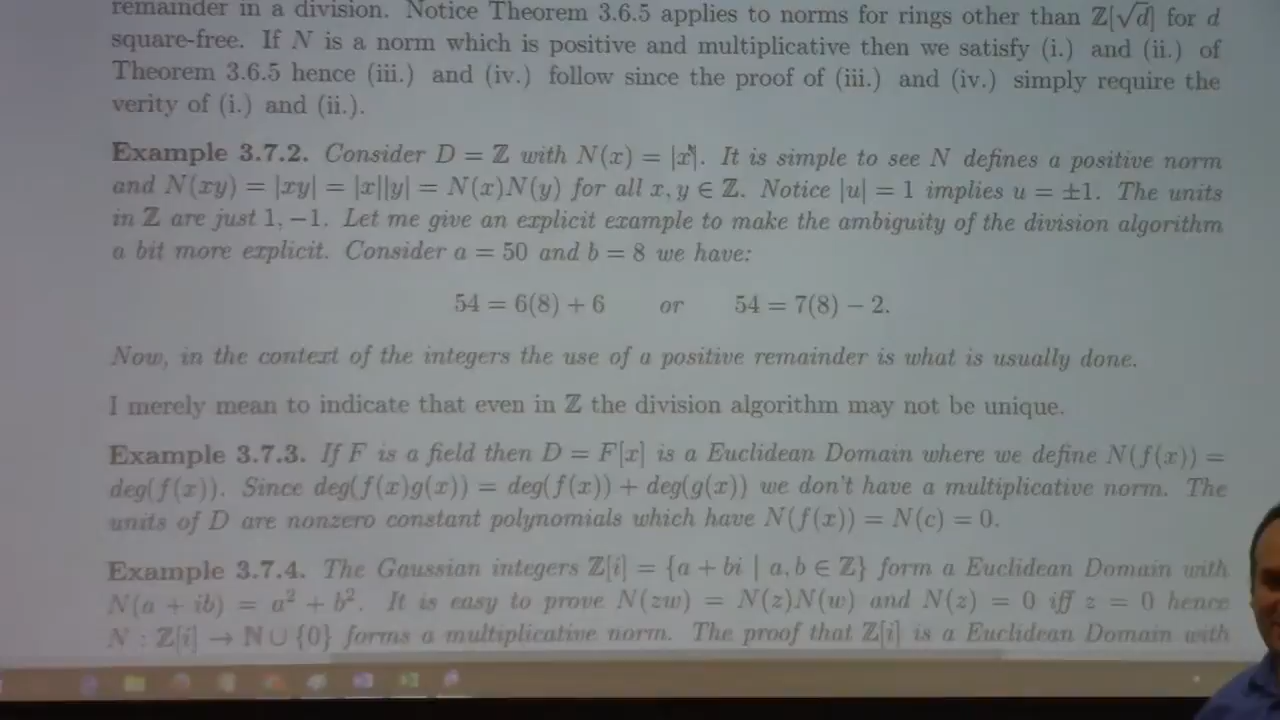 remainder in a division. Notice Theorem 3.6.5 applies to norms for rings other than ℤ[√d] for d
square-free. If N is a norm which is positive and multiplicative then we satisfy (i.) and (ii.) of
Theorem 3.6.5 hence (iii.) and (iv.) follow since the proof of (iii.) and (iv.) simply require the
verity of (i.) and (ii.).
Example 3.7.2. Consider D = ℤ with N(x) = |x|. It is simple to see N defines a positive norm
and N(xy) = |xy| = |x||y| = N(x)N(y) for all x, y ∈ ℤ. Notice |u| = 1 implies u = ±1. The units
in ℤ are just 1, −1. Let me give an explicit example to make the ambiguity of the division algorithm
a bit more explicit. Consider a = 50 and b = 8 we have:
54 = 6(8) + 6 or 54 = 7(8) − 2.
Now, in the context of the integers the use of a positive remainder is what is usually done.
I merely mean to indicate that even in ℤ the division algorithm may not be unique.
Example 3.7.3. If F is a field then D = F[x] is a Euclidean Domain where we define N(f(x)) =
deg(f(x)). Since deg(f(x)g(x)) = deg(f(x)) + deg(g(x)) we don't have a multiplicative norm. The
units of D are nonzero constant polynomials which have N(f(x)) = N(c) = 0.
Example 3.7.4. The Gaussian integers ℤ[i] = {a + bi | a, b ∈ ℤ} form a Euclidean Domain with
N(a + ib) = a² + b². It is easy to prove N(zw) = N(z)N(w) and N(z) = 0 iff z = 0 hence
N : ℤ[i] → ℕ ∪ {0} forms a multiplicative norm. The proof that ℤ[i] is a Euclidean Domain with